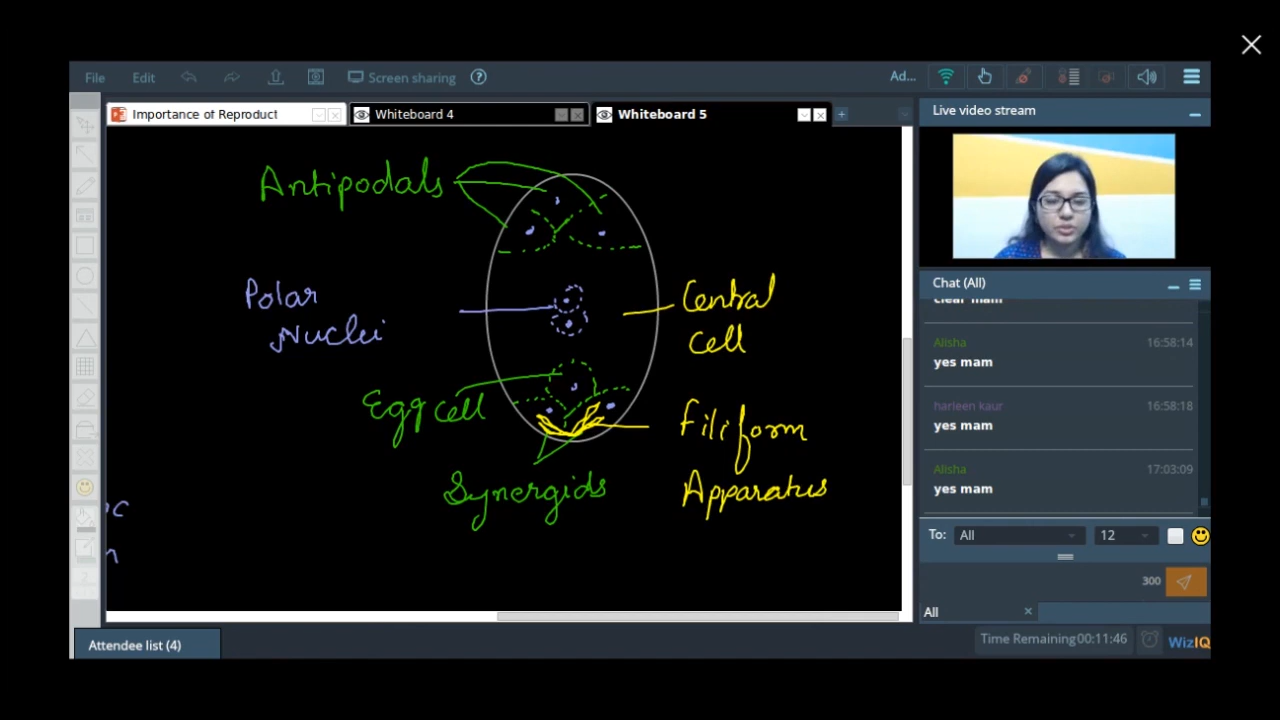 File Edit Screen sharing ? Ad...
Importance of Reproduct
Whiteboard 4
Whiteboard 5
Live video stream
Antipodals
Polar
Nuclei
Central
Cell
Egg cell
Filiform
Apparatus
Synergids
Chat (All)
clear mam
Alisha 16:58:14
yes mam
harleen kaur 16:58:18
yes mam
Alisha 17:03:09
yes mam
To: All 12
300
All
Attendee list (4)
Time Remaining 00:11:46
WizIQ